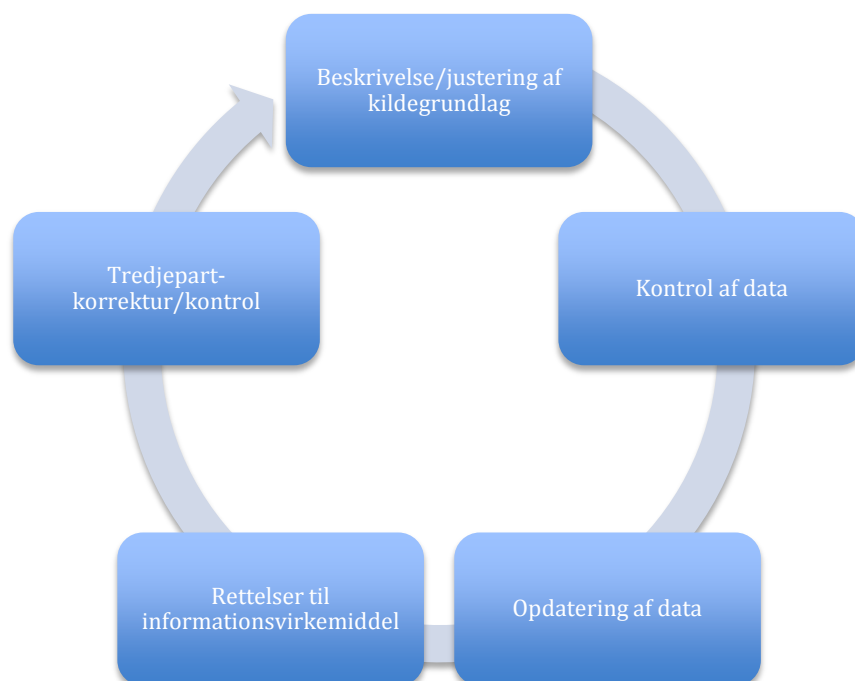 Beskrivelse/justering af
kildegrundlag
Kontrol af data
Opdatering af data
Rettelser til
informationsvirkemiddel
Tredjepart-
korrektur/kontrol